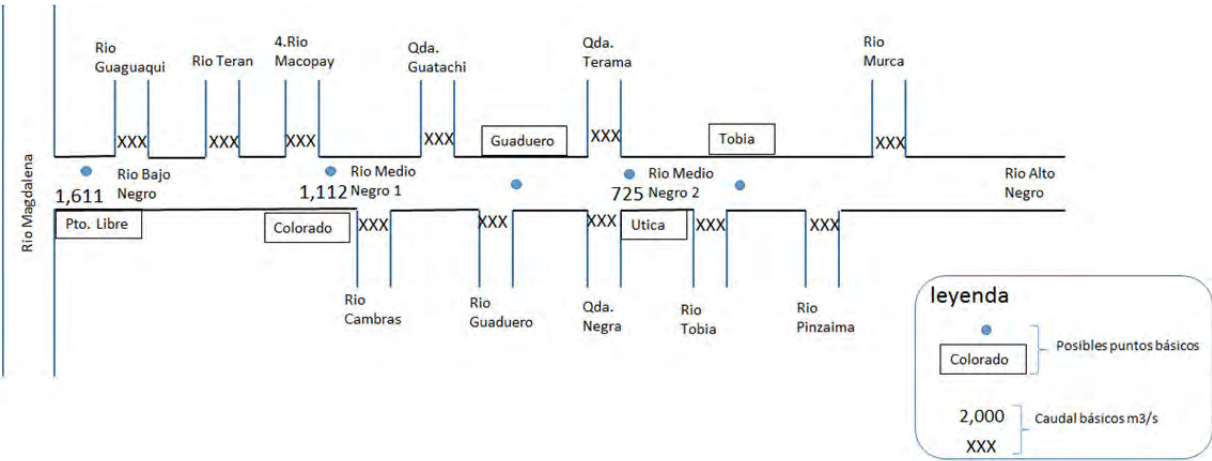 Rio
Guaguaqui
Rio Teran
4.Rio
Macopay
Qda.
Guatachi
Qda.
Terama
Rio
Murca
XXX
XXX
XXX
XXX
Guaduero
XXX
Tobia
XXX
Rio Magdalena
1,611
Rio Bajo
Negro
1,112
Rio Medio
Negro 1
725
Rio Medio
Negro 2
Rio Alto
Negro
Pto. Libre
Colorado
XXX
XXX
XXX
Utica
XXX
XXX
Rio
Cambras
Rio
Guaduero
Qda.
Negra
Rio
Tobia
Rio
Pinzaima
leyenda
Colorado
Posibles puntos básicos
2,000
XXX
Caudal básicos m3/s